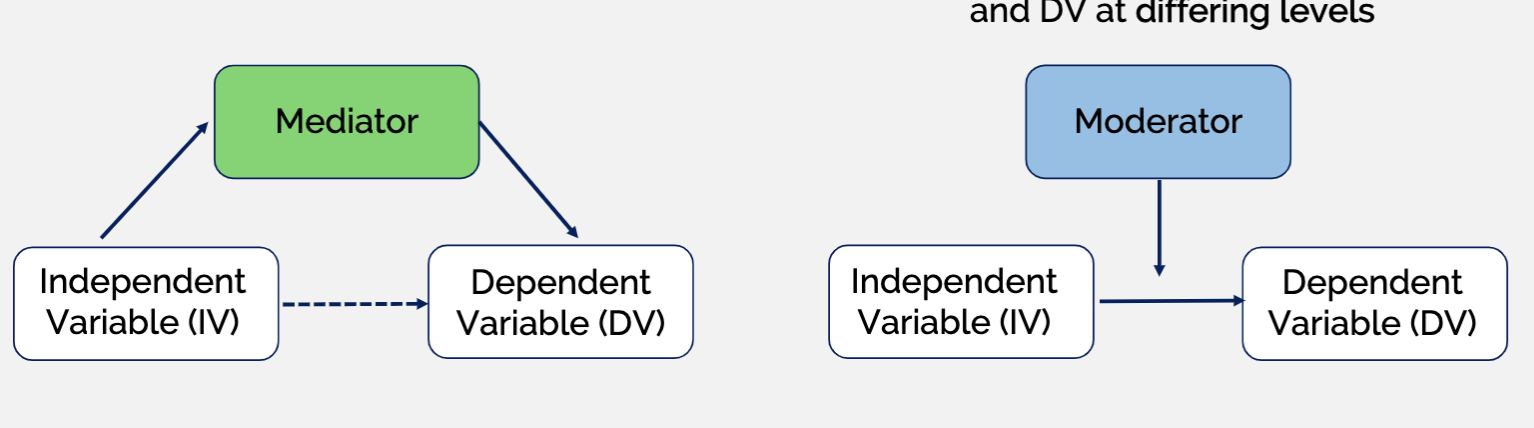 and DV at differing levels
Mediator
Independent
Variable (IV)
Dependent
Variable (DV)
Moderator
Independent
Variable (IV)
Dependent
Variable (DV)